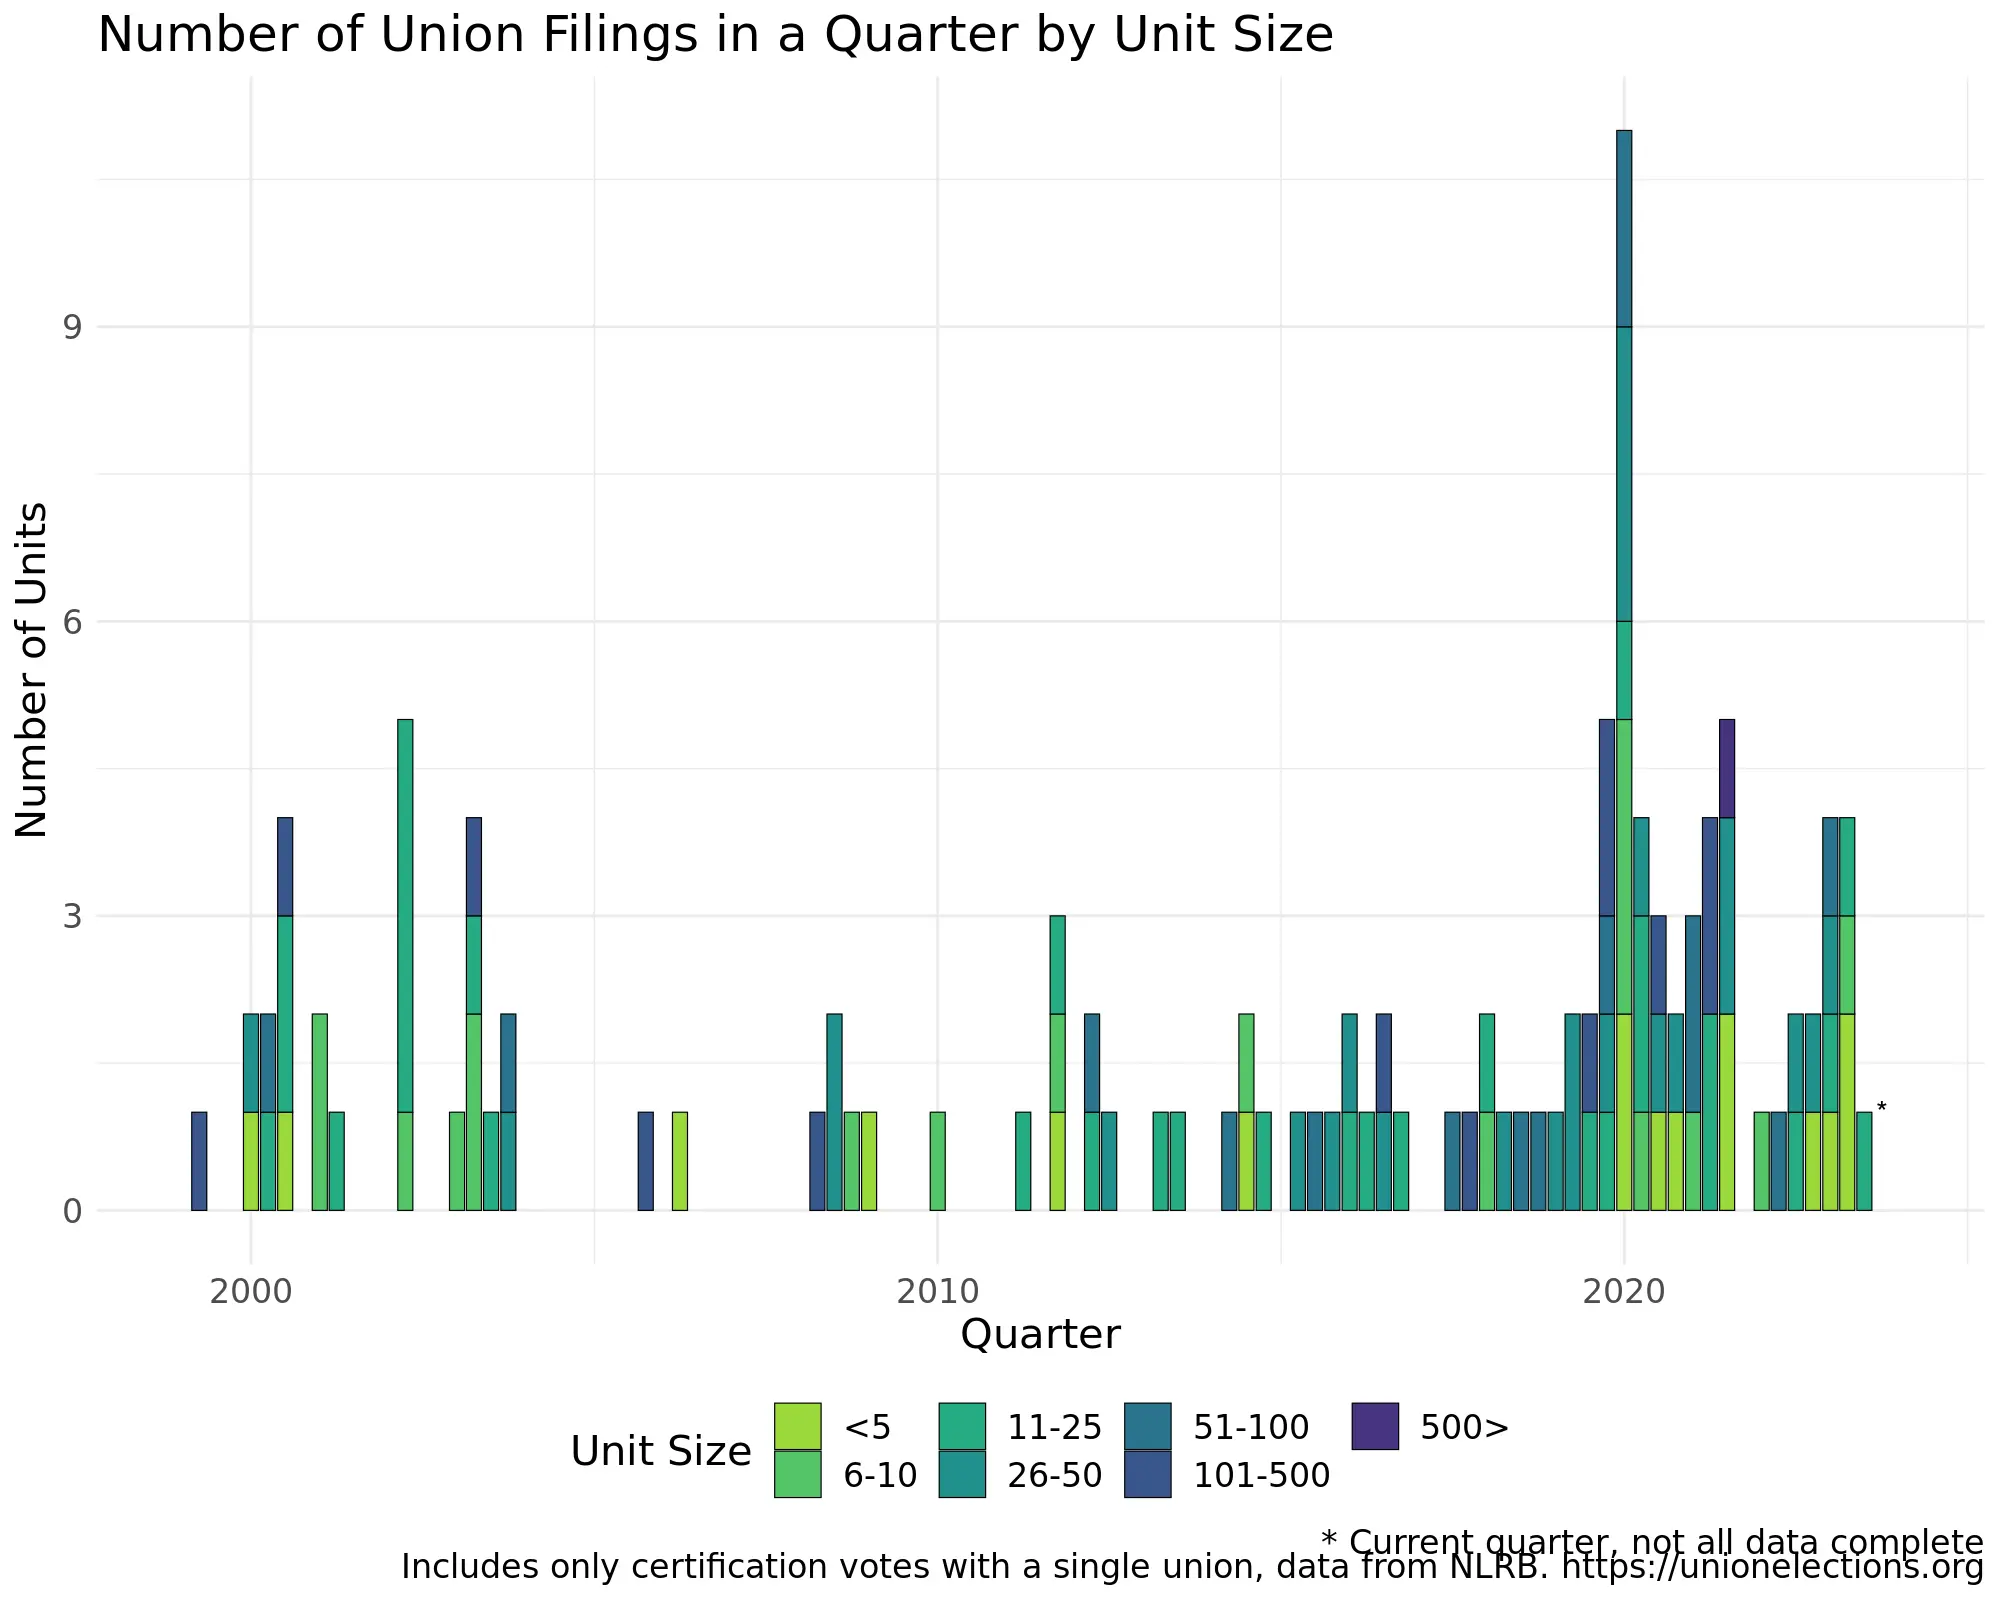 Number of Union Filings in a Quarter by Unit Size
Number of Units
9
6
3
0
*
2000 2010 2020
Quarter
Unit Size
<5 11-25 51-100 500>
6-10 26-50 101-500
* Current quarter, not all data complete
Includes only certification votes with a single union, data from NLRB. https://unionelections.org